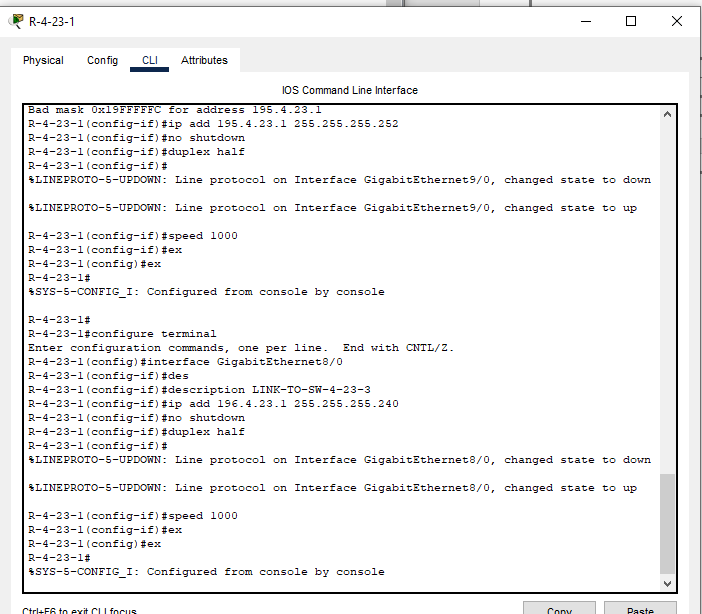 R-4-23-1
Physical Config CLI Attributes
IOS Command Line Interface
Bad mask 0x19FFFFFC for address 195.4.23.1
R-4-23-1(config-if)#ip add 195.4.23.1 255.255.255.252
R-4-23-1(config-if)#no shutdown
R-4-23-1(config-if)#duplex half
R-4-23-1(config-if)#
%LINEPROTO-5-UPDOWN: Line protocol on Interface GigabitEthernet9/0, changed state to down
%LINEPROTO-5-UPDOWN: Line protocol on Interface GigabitEthernet9/0, changed state to up
R-4-23-1(config-if)#speed 1000
R-4-23-1(config-if)#ex
R-4-23-1(config)#ex
R-4-23-1#
%SYS-5-CONFIG_I: Configured from console by console
R-4-23-1#
R-4-23-1#configure terminal
Enter configuration commands, one per line.  End with CNTL/Z.
R-4-23-1(config)#interface GigabitEthernet8/0
R-4-23-1(config-if)#des
R-4-23-1(config-if)#description LINK-TO-SW-4-23-3
R-4-23-1(config-if)#ip add 196.4.23.1 255.255.255.240
R-4-23-1(config-if)#no shutdown
R-4-23-1(config-if)#duplex half
R-4-23-1(config-if)#
%LINEPROTO-5-UPDOWN: Line protocol on Interface GigabitEthernet8/0, changed state to down
%LINEPROTO-5-UPDOWN: Line protocol on Interface GigabitEthernet8/0, changed state to up
R-4-23-1(config-if)#speed 1000
R-4-23-1(config-if)#ex
R-4-23-1(config)#ex
R-4-23-1#
%SYS-5-CONFIG_I: Configured from console by console
Ctrl+F6 to exit CLI focus
Copy Paste